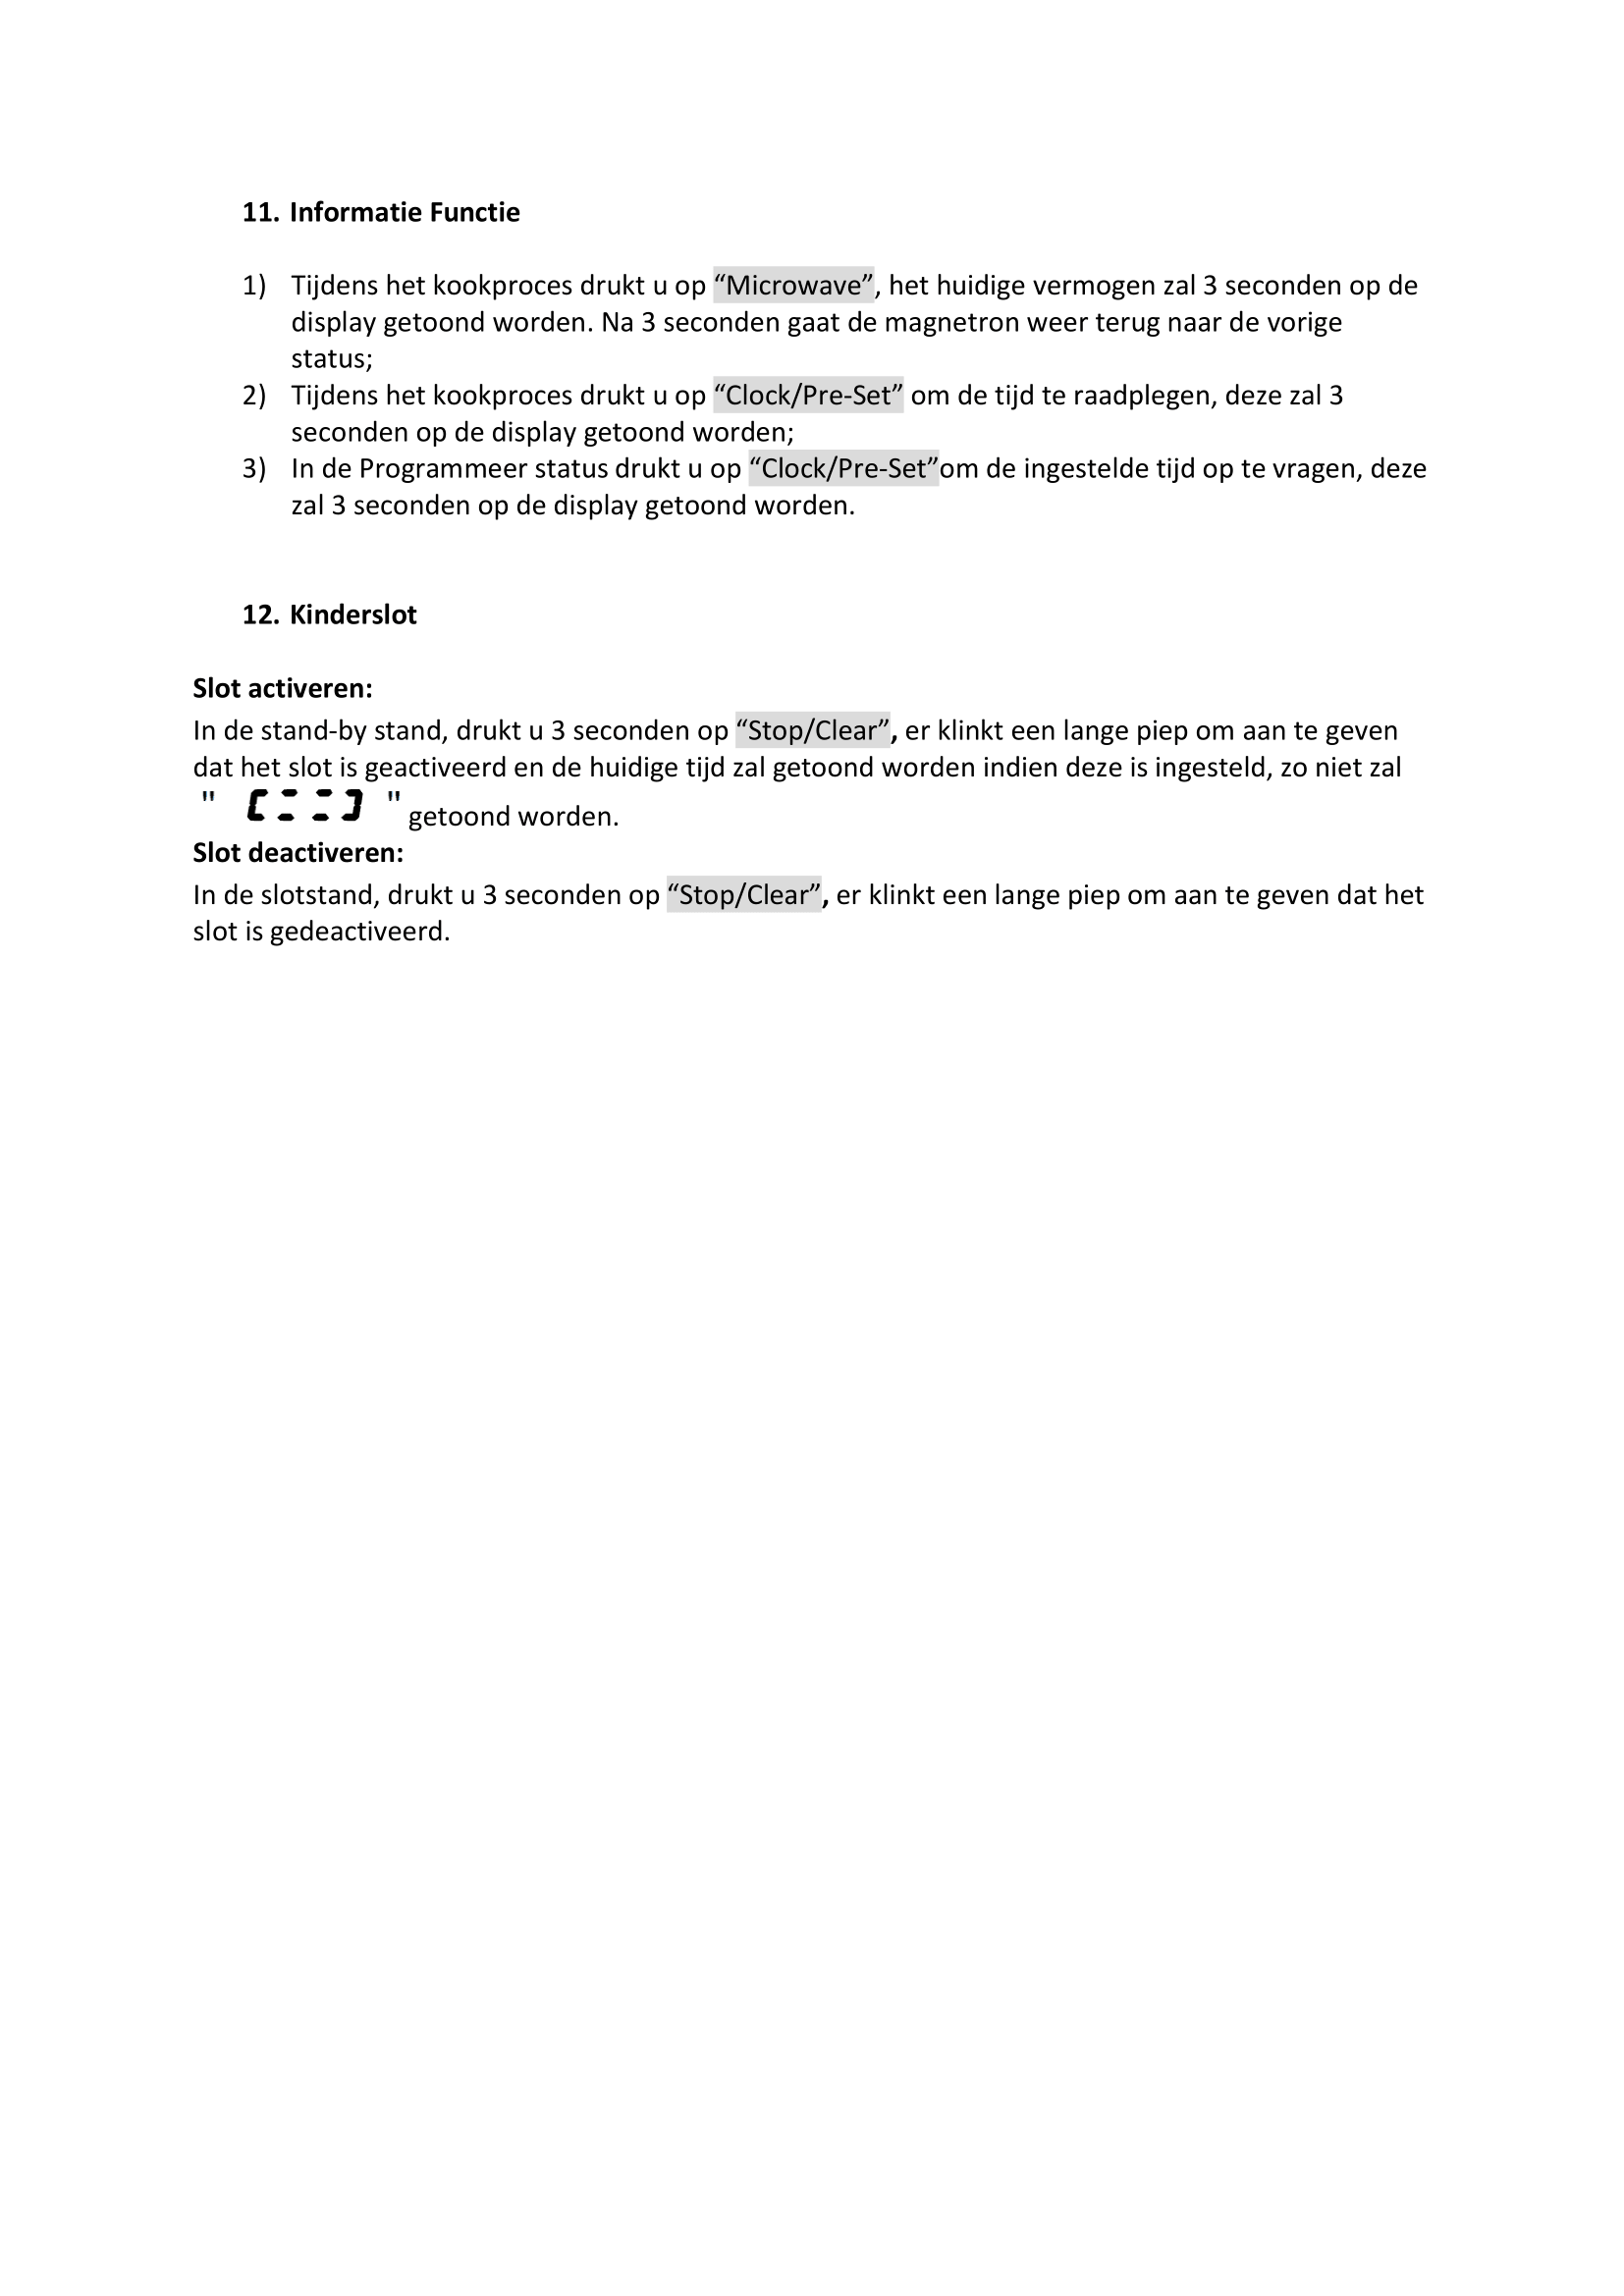 11. Informatie Functie
1) Tijdens het kookproces drukt u op “Microwave”, het huidige vermogen zal 3 seconden op de
display getoond worden. Na 3 seconden gaat de magnetron weer terug naar de vorige
status;
2) Tijdens het kookproces drukt u op “Clock/Pre-Set” om de tijd te raadplegen, deze zal 3
seconden op de display getoond worden;
3) In de Programmeer status drukt u op “Clock/Pre-Set”om de ingestelde tijd op te vragen, deze
zal 3 seconden op de display getoond worden.
12. Kinderslot
Slot activeren:
In de stand-by stand, drukt u 3 seconden op “Stop/Clear”, er klinkt een lange piep om aan te geven
dat het slot is geactiveerd en de huidige tijd zal getoond worden indien deze is ingesteld, zo niet zal
" [::] " getoond worden.
Slot deactiveren:
In de slotstand, drukt u 3 seconden op “Stop/Clear”, er klinkt een lange piep om aan te geven dat het
slot is gedeactiveerd.